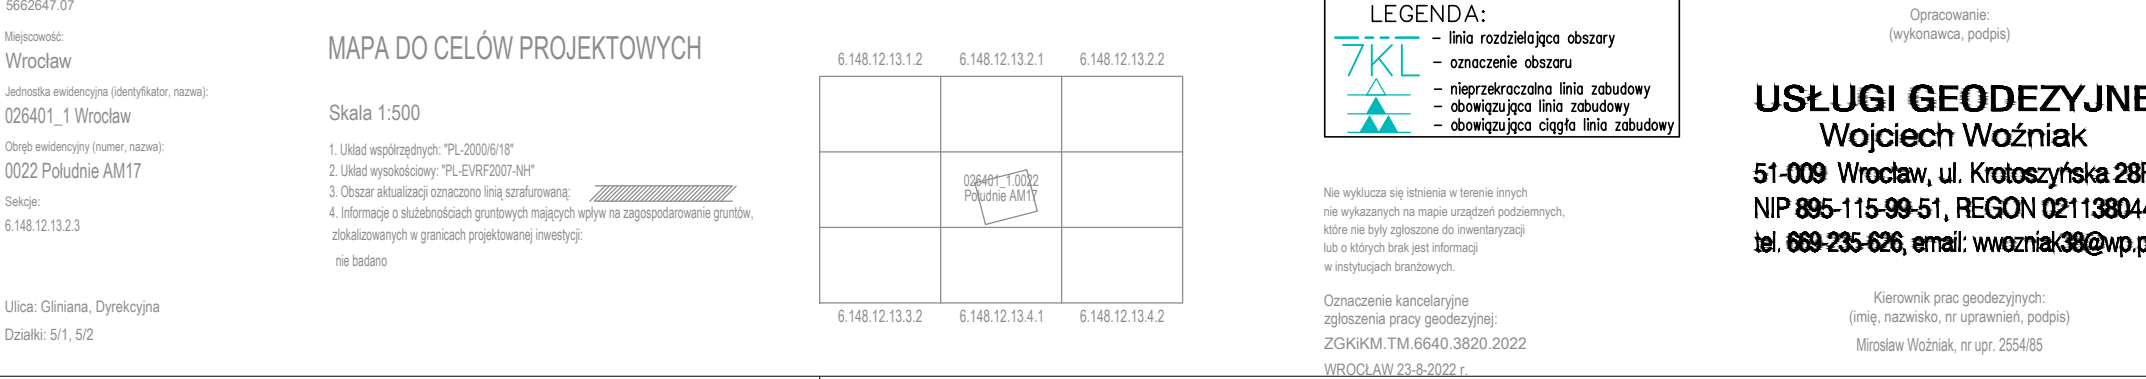 5662647.07
Miejscowość:
Wrocław
Jednostka ewidencyjna (identyfikator, nazwa):
026401_1 Wrocław
Obręb ewidencyjny (numer, nazwa):
0022 Południe AM17
Sekcje:
6.148.12.13.2.3
Ulica: Gliniana, Dyrekcyjna
Działki: 5/1, 5/2
MAPA DO CELÓW PROJEKTOWYCH
Skala 1:500
1. Układ współrzędnych: "PL-2000/6/18"
2. Układ wysokościowy: "PL-EVRF2007-NH"
3. Obszar aktualizacji oznaczono linią szrafurowaną:
4. Informacje o służebnościach gruntowych mających wpływ na zagospodarowanie gruntów,
zlokalizowanych w granicach projektowanej inwestycji:
nie badano
6.148.12.13.1.2 6.148.12.13.2.1 6.148.12.13.2.2
026401_1.0022
Południe AM17
6.148.12.13.3.2 6.148.12.13.4.1 6.148.12.13.4.2
LEGENDA:
– linia rozdzielająca obszary
7KL – oznaczenie obszaru
– nieprzekraczalna linia zabudowy
– obowiązująca linia zabudowy
– obowiązująca ciągła linia zabudowy
Nie wyklucza się istnienia w terenie innych
nie wykazanych na mapie urządzeń podziemnych,
które nie były zgłoszone do inwentaryzacji
lub o których brak jest informacji
w instytucjach branżowych.
Oznaczenie kancelaryjne
zgłoszenia pracy geodezyjnej:
ZGKiKM.TM.6640.3820.2022
WROCŁAW 23-8-2022 r.
Opracowanie:
(wykonawca, podpis)
USŁUGI GEODEZYJNE
Wojciech Woźniak
51-009 Wrocław, ul. Krotoszyńska 28
NIP 895-115-99-51, REGON 02113804
tel. 669-235-626, email: wwozniak38@wp.p
Kierownik prac geodezyjnych:
(imię, nazwisko, nr uprawnień, podpis)
Mirosław Woźniak, nr upr. 2554/85